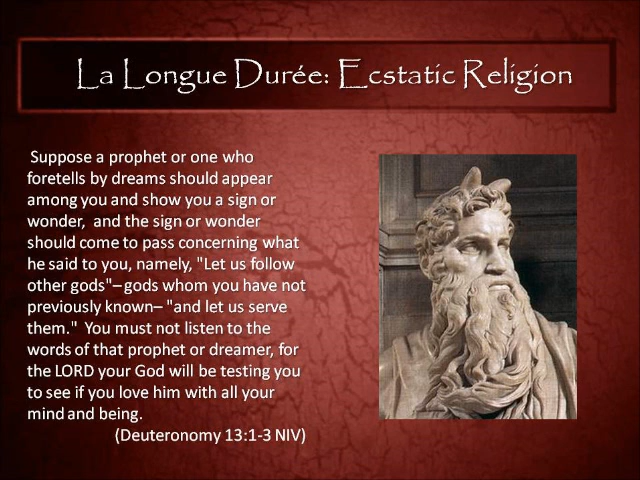 La Longue Durée: Ecstatic Religion
Suppose a prophet or one who
foretells by dreams should appear
among you and show you a sign or
wonder,  and the sign or wonder
should come to pass concerning what
he said to you, namely, "Let us follow
other gods"–gods whom you have not
previously known– "and let us serve
them."  You must not listen to the
words of that prophet or dreamer, for
the LORD your God will be testing you
to see if you love him with all your
mind and being.
(Deuteronomy 13:1-3 NIV)